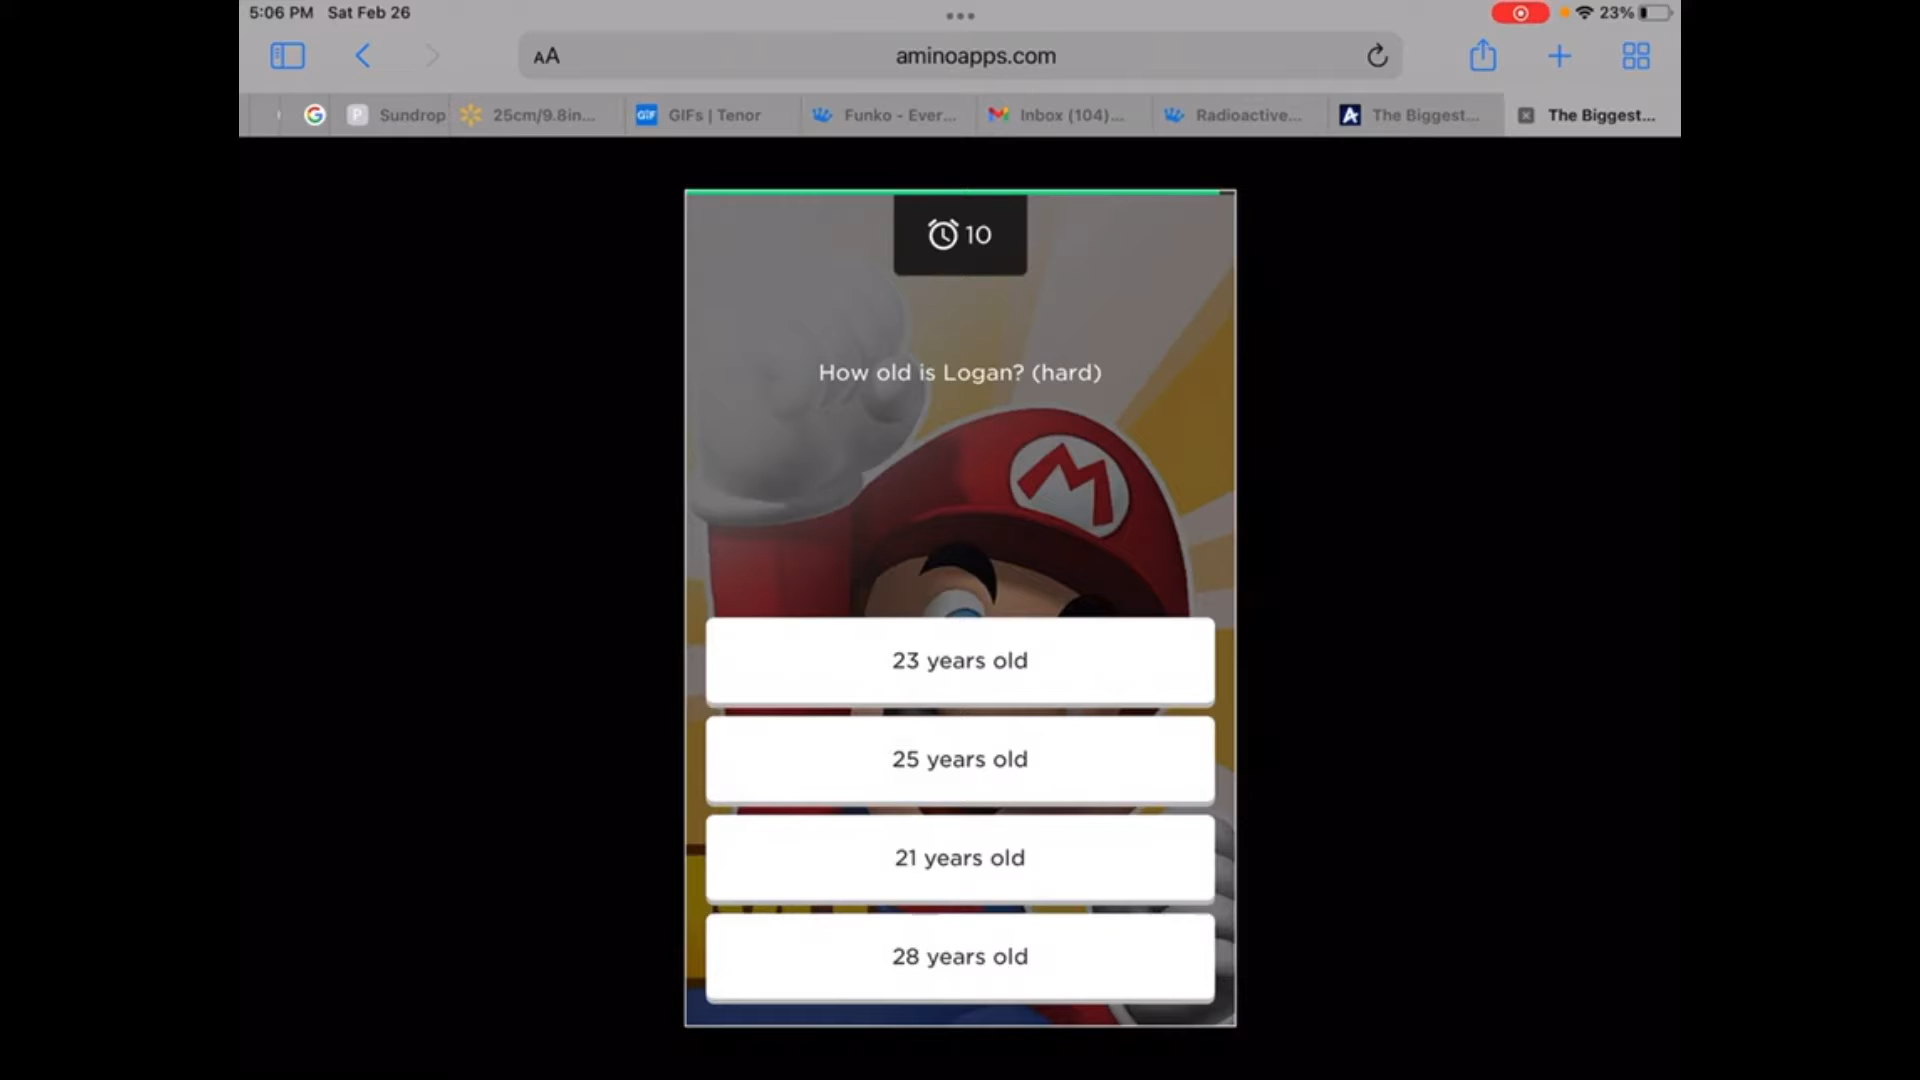 5:06 PM Sat Feb 26
23%
AA
aminoapps.com
Sundrop
25cm/9.8in...
GIF
GIFs | Tenor
Funko - Ever...
Inbox (104)...
Radioactive...
The Biggest...
The Biggest...
10
How old is Logan? (hard)
M
23 years old
25 years old
21 years old
28 years old